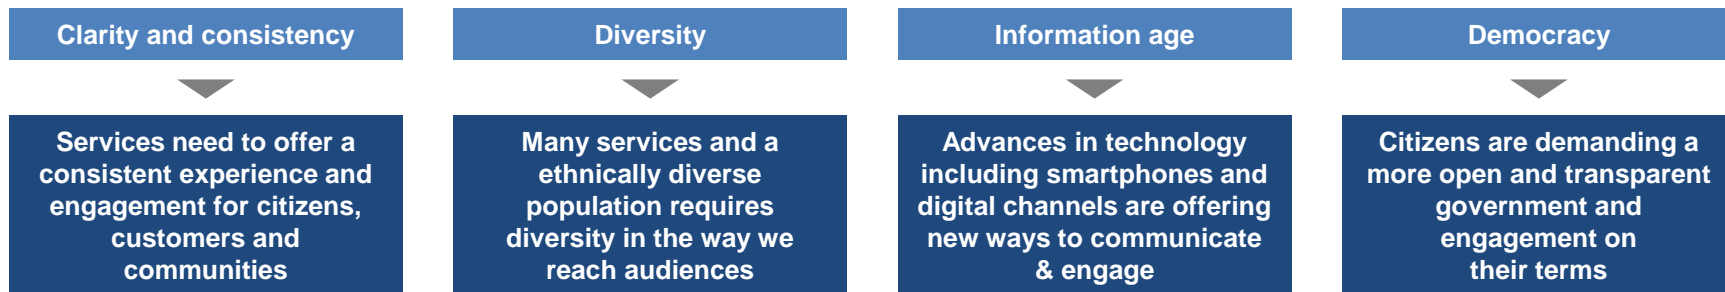 Clarity and consistency
Services need to offer a
consistent experience and
engagement for citizens,
customers and
communities
Diversity
Many services and a
ethnically diverse
population requires
diversity in the way we
reach audiences
Information age
Advances in technology
including smartphones and
digital channels are offering
new ways to communicate
& engage
Democracy
Citizens are demanding a
more open and transparent
government and
engagement on
their terms